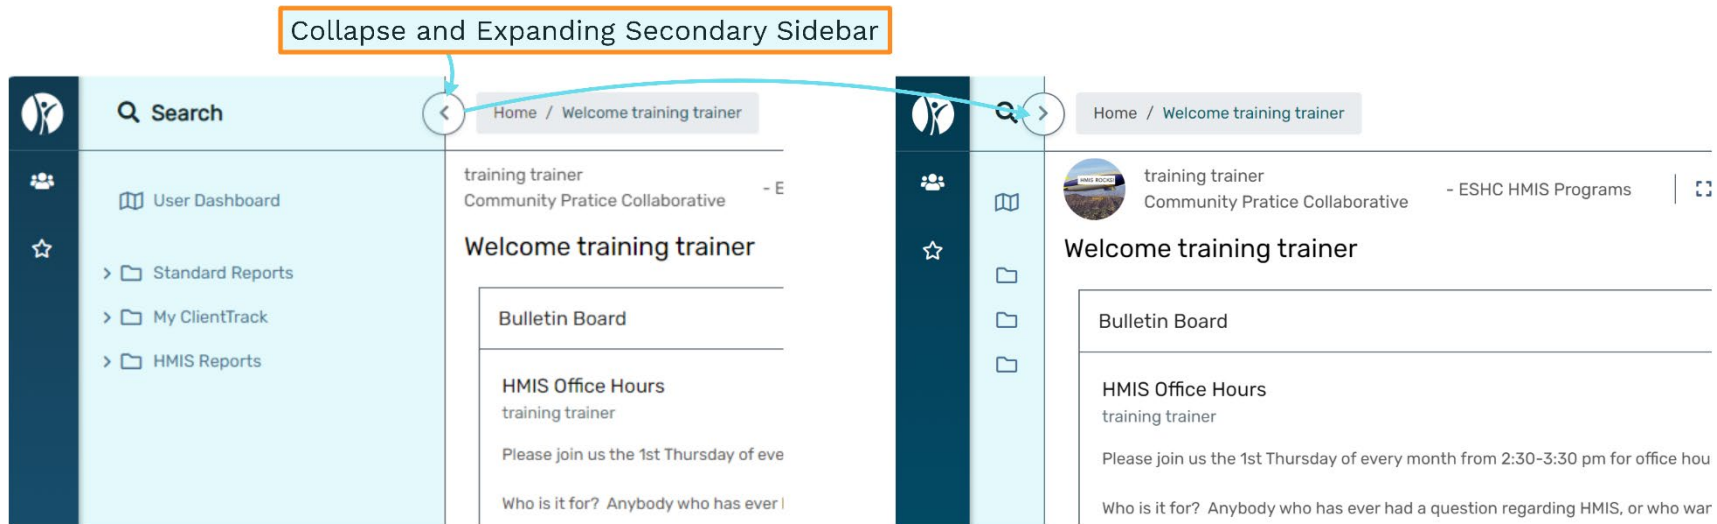 Collapse and Expanding Secondary Sidebar
Search
Home / Welcome training trainer
User Dashboard
Standard Reports
My ClientTrack
HMIS Reports
training trainer
Community Pratice Collaborative
- E
Welcome training trainer
Bulletin Board
HMIS Office Hours
training trainer
Please join us the 1st Thursday of eve
Who is it for? Anybody who has ever
Home / Welcome training trainer
HMIS ROCKS!
training trainer
Community Pratice Collaborative
- ESHC HMIS Programs
Welcome training trainer
Bulletin Board
HMIS Office Hours
training trainer
Please join us the 1st Thursday of every month from 2:30-3:30 pm for office hou
Who is it for? Anybody who has ever had a question regarding HMIS, or who war